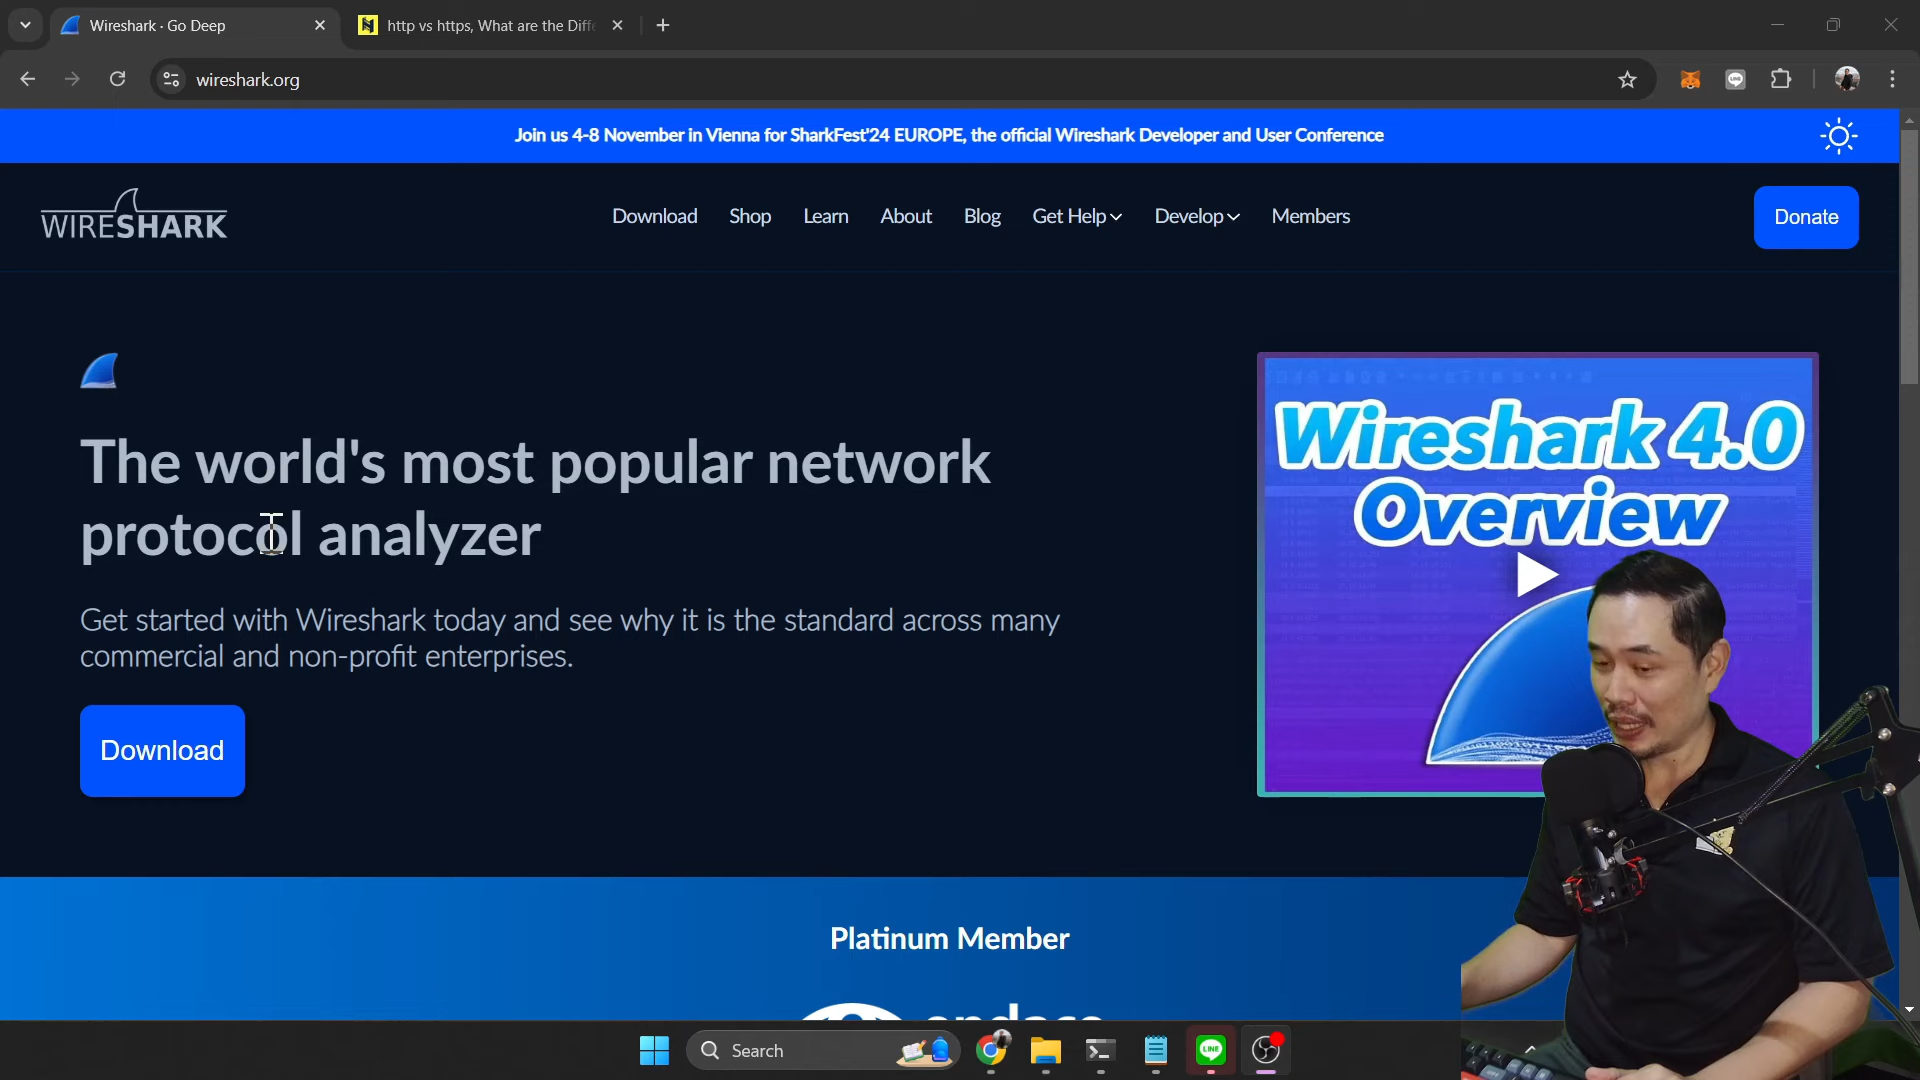 Wireshark · Go Deep
http vs https, What are the Diffe
wireshark.org
Join us 4-8 November in Vienna for SharkFest'24 EUROPE, the official Wireshark Developer and User Conference
WIRESHARK
Download
Shop
Learn
About
Blog
Get Help
Develop
Members
Donate
The world's most popular network
protocol analyzer
Get started with Wireshark today and see why it is the standard across many
commercial and non-profit enterprises.
Download
Wireshark 4.0
Overview
Platinum Member
Search
LINE